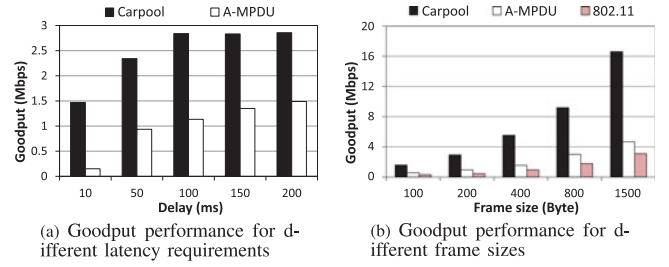 Carpool A-MPDU
Goodput (Mbps)
3
2.5
2
1.5
1
0.5
0
10 50 100 150 200
Delay (ms)
(a) Goodput performance for d-
ifferent latency requirements
Carpool A-MPDU 802.11
Goodput (Mbps)
20
16
12
8
4
0
100 200 400 800 1500
Frame size (Byte)
(b) Goodput performance for d-
ifferent frame sizes